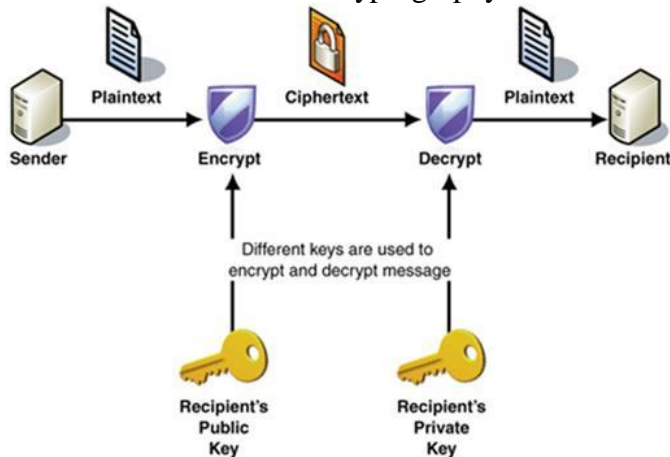 ypography
Plaintext
Ciphertext
Plaintext
Sender
Encrypt
Decrypt
Recipient
Different keys are used to
encrypt and decrypt message
Recipient's
Public
Key
Recipient's
Private
Key